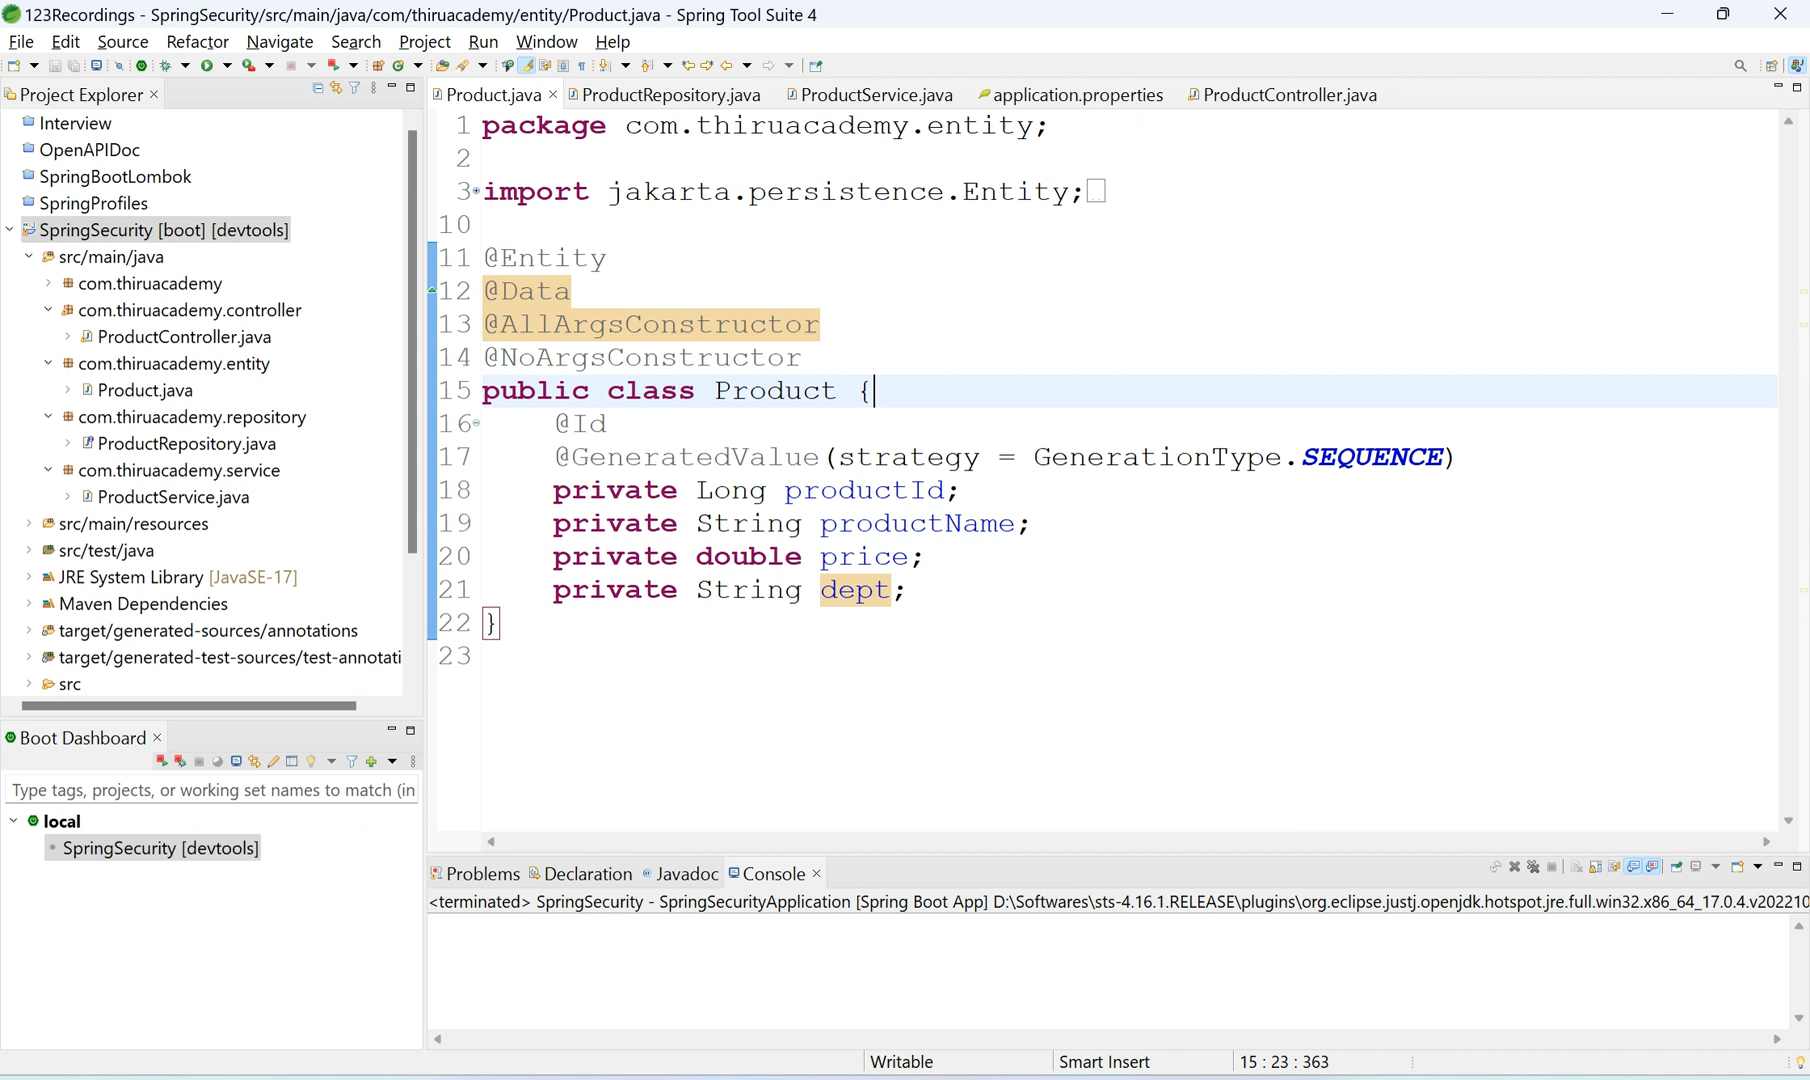 123Recordings - SpringSecurity/src/main/java/com/thiruacademy/entity/Product.java - Spring Tool Suite 4
File Edit Source Refactor Navigate Search Project Run Window Help
Project Explorer
Interview
OpenAPIDoc
SpringBootLombok
SpringProfiles
SpringSecurity [boot] [devtools]
src/main/java
com.thiruacademy
com.thiruacademy.controller
ProductController.java
com.thiruacademy.entity
Product.java
com.thiruacademy.repository
ProductRepository.java
com.thiruacademy.service
ProductService.java
src/main/resources
src/test/java
JRE System Library [JavaSE-17]
Maven Dependencies
target/generated-sources/annotations
target/generated-test-sources/test-annotati
src
Boot Dashboard
Type tags, projects, or working set names to match (in
local
SpringSecurity [devtools]
Product.java ProductRepository.java ProductService.java application.properties ProductController.java
1 package com.thiruacademy.entity;
2
3 import jakarta.persistence.Entity;
10
11 @Entity
12 @Data
13 @AllArgsConstructor
14 @NoArgsConstructor
15 public class Product {
16 @Id
17 @GeneratedValue(strategy = GenerationType.SEQUENCE)
18 private Long productId;
19 private String productName;
20 private double price;
21 private String dept;
22 }
23
Problems Declaration Javadoc Console
<terminated> SpringSecurity - SpringSecurityApplication [Spring Boot App] D:\Softwares\sts-4.16.1.RELEASE\plugins\org.eclipse.justj.openjdk.hotspot.jre.full.win32.x86_64_17.0.4.v202210
Writable Smart Insert 15 : 23 : 363